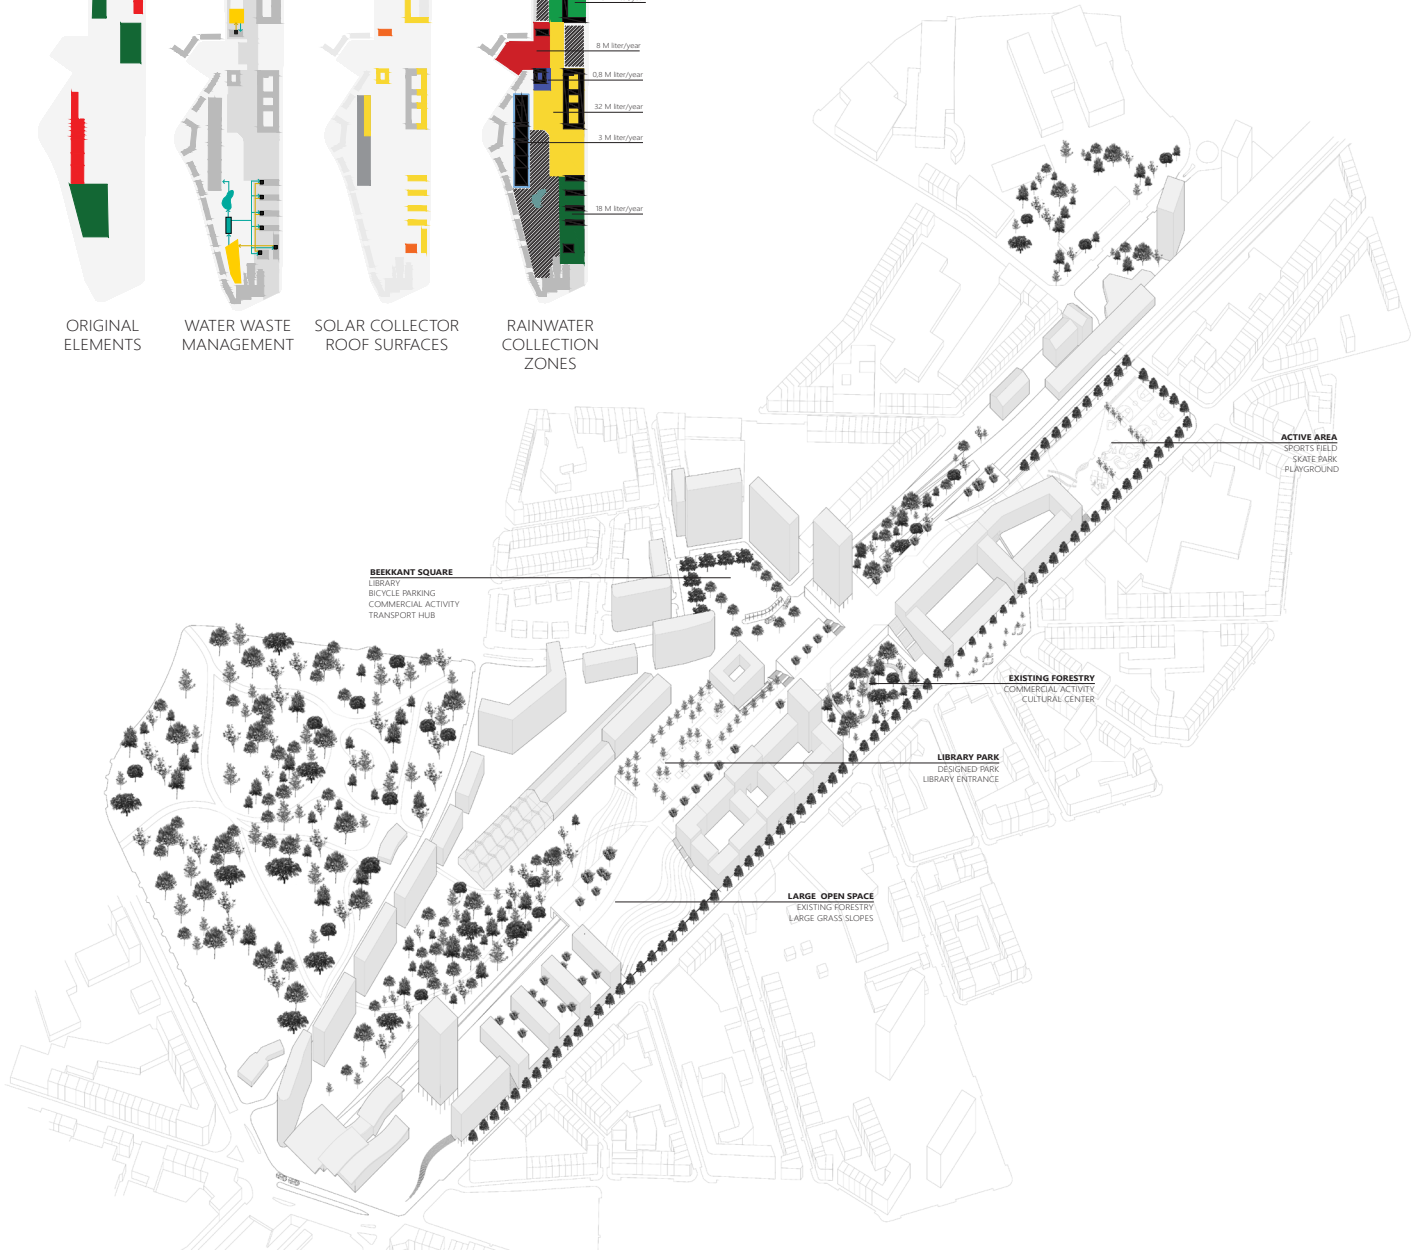 8 M liter/year
0,8 M liter/year
32 M liter/year
3 M liter/year
18 M liter/year
ORIGINAL
ELEMENTS
WATER WASTE
MANAGEMENT
SOLAR COLLECTOR
ROOF SURFACES
RAINWATER
COLLECTION
ZONES
ACTIVE AREA
SPORTS FIELD
SKATE PARK
PLAYGROUND
BEEKKANT SQUARE
LIBRARY
BICYCLE PARKING
COMMERCIAL ACTIVITY
TRANSPORT HUB
EXISTING FORESTRY
COMMERCIAL ACTIVITY
CULTURAL CENTER
LIBRARY PARK
DESIGNED PARK
LIBRARY ENTRANCE
LARGE OPEN SPACE
EXISTING FORESTRY
LARGE GRASS SLOPES